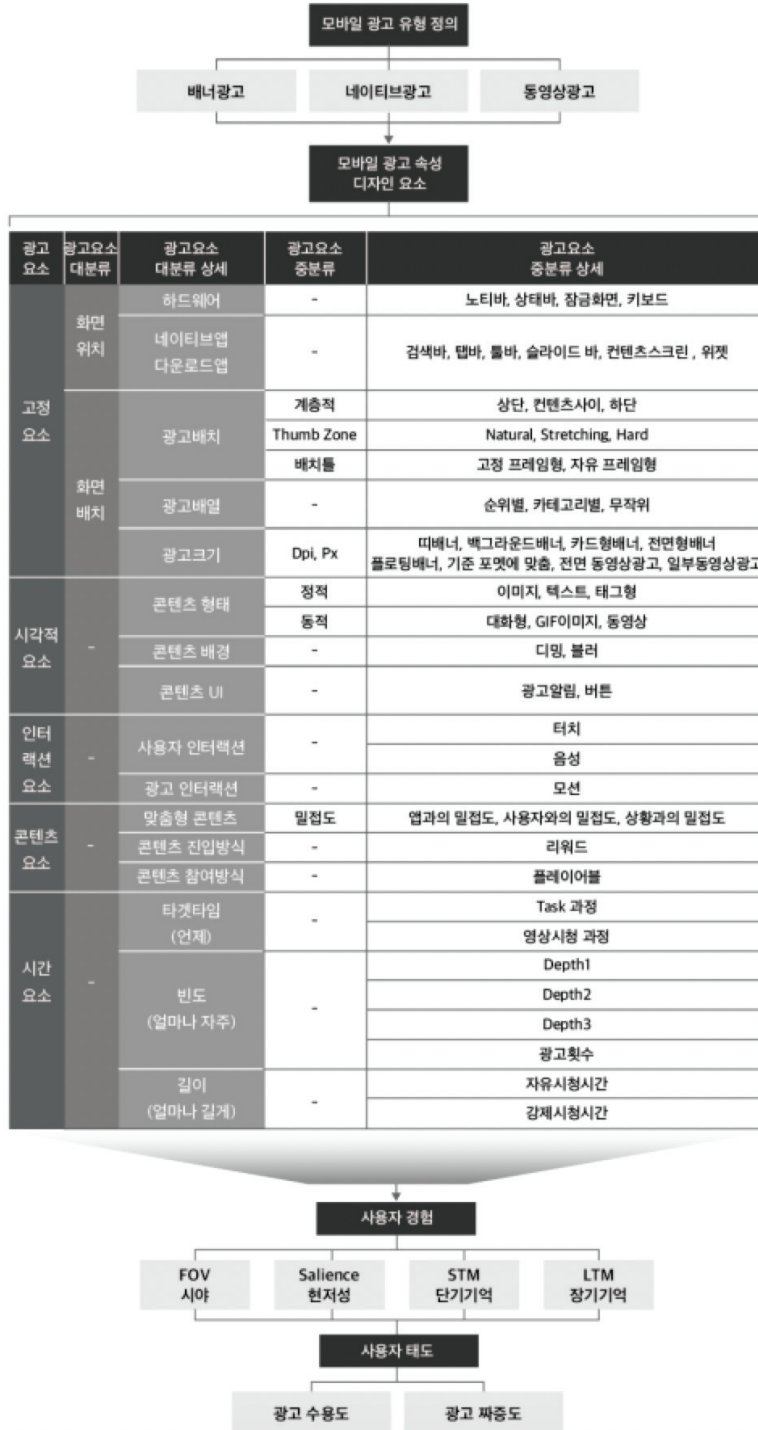 모바일 광고 유형 정의
배너광고
네이티브광고
동영상광고
모바일 광고 속성
디자인 요소
광고
요소
광고요소
대분류
광고요소
대분류 상세
광고요소
중분류
광고요소
중분류 상세
고정
요소
화면
위치
하드웨어
-
노티바, 상태바, 잠금화면, 키보드
네이티브앱
다운로드앱
-
검색바, 탭바, 툴바, 슬라이드 바, 컨텐츠스크린 , 위젯
화면
배치
광고배치
계층적
상단, 컨텐츠사이, 하단
Thumb Zone
Natural, Stretching, Hard
배치틀
고정 프레임형, 자유 프레임형
광고배열
-
순위별, 카테고리별, 무작위
광고크기
Dpi, Px
띠배너, 백그라운드배너, 카드형배너, 전면형배너
플로팅배너, 기준 포멧에 맞춤, 전면 동영상광고, 일부동영상광고
시각적
요소
-
콘텐츠 형태
정적
이미지, 텍스트, 태그형
동적
대화형, GIF이미지, 동영상
콘텐츠 배경
-
디밍, 블러
콘텐츠 UI
-
광고알림, 버튼
인터
랙션
요소
-
사용자 인터랙션
-
터치
음성
광고 인터랙션
-
모션
콘텐츠
요소
-
맞춤형 콘텐츠
밀접도
앱과의 밀접도, 사용자와의 밀접도, 상황과의 밀접도
콘텐츠 진입방식
-
리워드
콘텐츠 참여방식
-
플레이어블
시간
요소
-
타겟타임
(언제)
-
Task 과정
영상시청 과정
빈도
(얼마나 자주)
-
Depth1
Depth2
Depth3
광고횟수
길이
(얼마나 길게)
-
자유시청시간
강제시청시간
사용자 경험
FOV
시야
Salience
현저성
STM
단기기억
LTM
장기기억
사용자 태도
광고 수용도
광고 짜증도